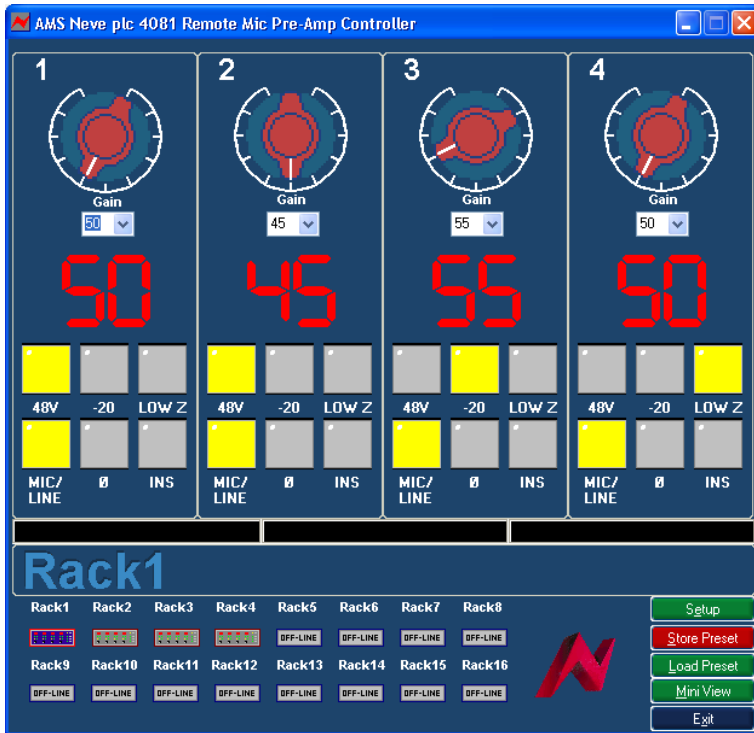 AMS Neve plc 4081 Remote Mic Pre-Amp Controller
1 2 3 4
Gain Gain Gain Gain
50 45 55 50
50 45 55 50
48V -20 LOW Z 48V -20 LOW Z 48V -20 LOW Z 48V -20 LOW Z
MIC/ Ø INS MIC/ Ø INS MIC/ Ø INS MIC/ Ø INS
LINE LINE LINE LINE
Rack1
Rack1 Rack2 Rack3 Rack4 Rack5 Rack6 Rack7 Rack8
OFF-LINE OFF-LINE OFF-LINE OFF-LINE
Rack9 Rack10 Rack11 Rack12 Rack13 Rack14 Rack15 Rack16
OFF-LINE OFF-LINE OFF-LINE OFF-LINE OFF-LINE OFF-LINE OFF-LINE OFF-LINE
Setup
Store Preset
Load Preset
Mini View
Exit